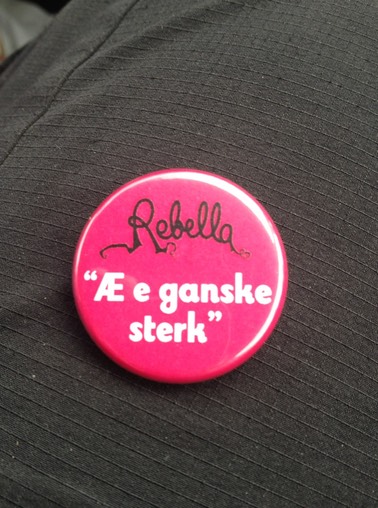 Rebella
“Æ e ganske
sterk”